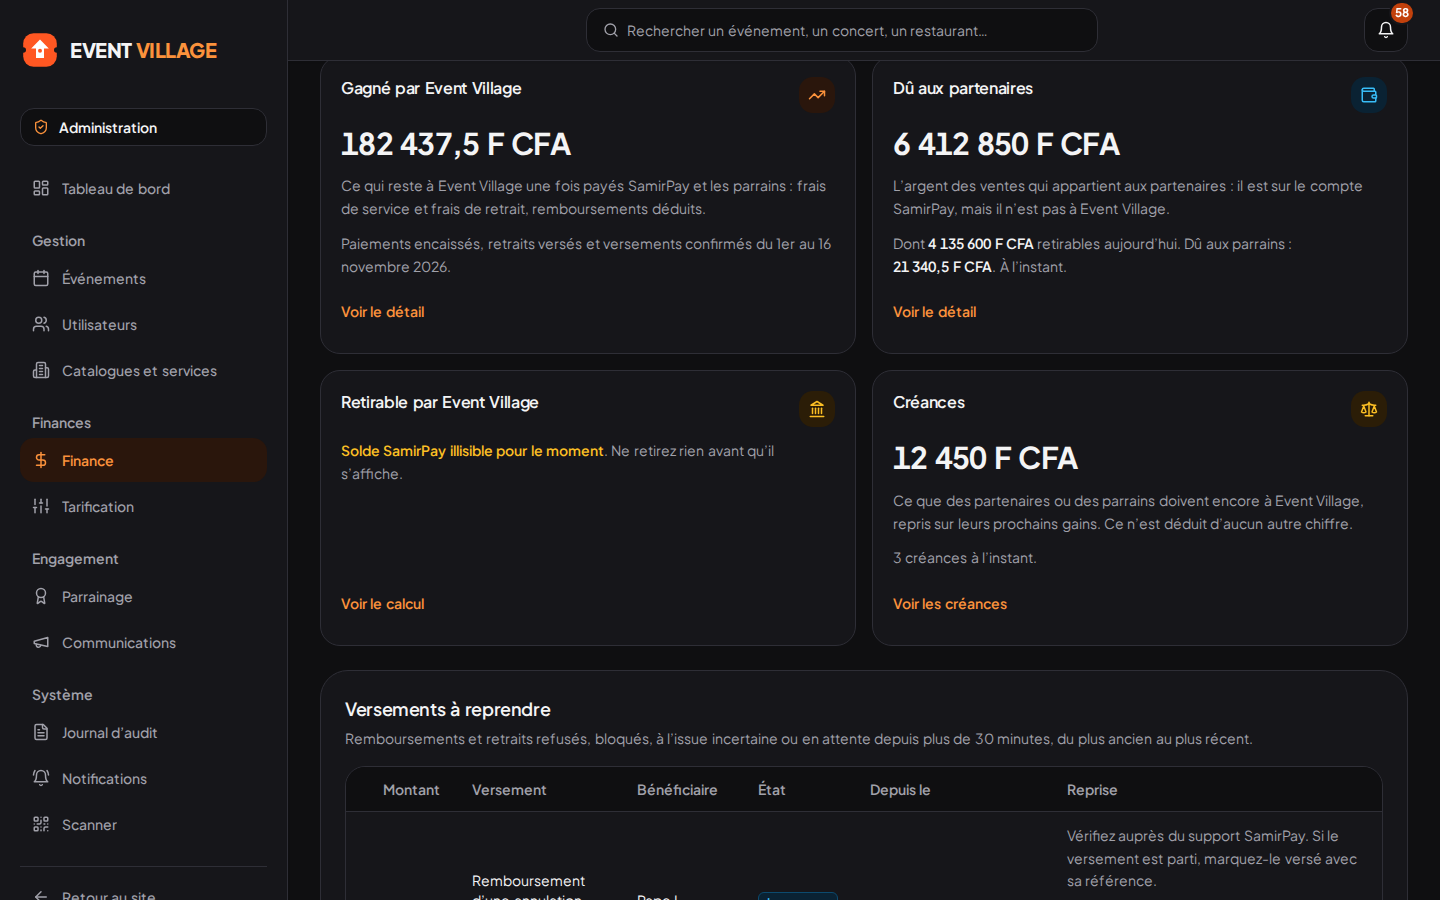 EVENT VILLAGE
Rechercher un événement, un concert, un restaurant…
58
Administration
Tableau de bord
Gestion
Événements
Utilisateurs
Catalogues et services
Finances
Finance
Tarification
Engagement
Parrainage
Communications
Système
Journal d’audit
Notifications
Scanner
Retour au site
Gagné par Event Village
182 437,5 F CFA
Ce qui reste à Event Village une fois payés SamirPay et les parrains : frais
de service et frais de retrait, remboursements déduits.
Paiements encaissés, retraits versés et versements confirmés du 1er au 16
novembre 2026.
Voir le détail
Dû aux partenaires
6 412 850 F CFA
L’argent des ventes qui appartient aux partenaires : il est sur le compte
SamirPay, mais il n’est pas à Event Village.
Dont 4 135 600 F CFA retirables aujourd’hui. Dû aux parrains :
21 340,5 F CFA. À l’instant.
Voir le détail
Retirable par Event Village
Solde SamirPay illisible pour le moment. Ne retirez rien avant qu’il
s’affiche.
Voir le calcul
Créances
12 450 F CFA
Ce que des partenaires ou des parrains doivent encore à Event Village,
repris sur leurs prochains gains. Ce n’est déduit d’aucun autre chiffre.
3 créances à l’instant.
Voir les créances
Versements à reprendre
Remboursements et retraits refusés, bloqués, à l’issue incertaine ou en attente depuis plus de 30 minutes, du plus ancien au plus récent.
Montant Versement Bénéficiaire État Depuis le Reprise
Vérifiez auprès du support SamirPay. Si le
versement est parti, marquez-le versé avec
sa référence.
Remboursement
d’une annulation